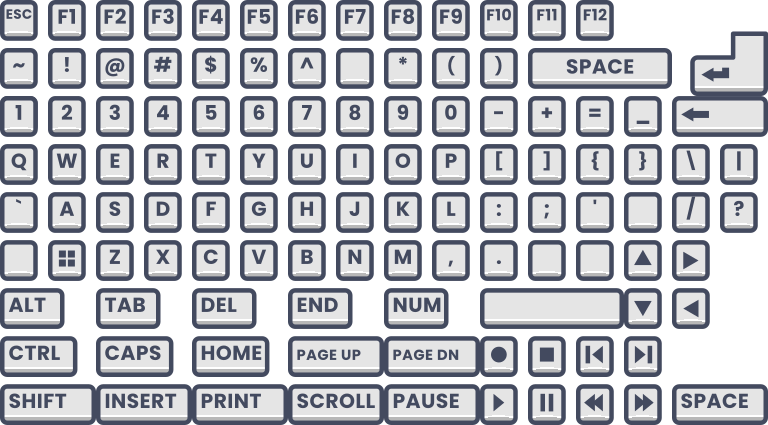 ESC F1 F2 F3 F4 F5 F6 F7 F8 F9 F10 F11 F12
~ ! @ # $ % ^ * ( ) SPACE
1 2 3 4 5 6 7 8 9 0 - + = _
Q W E R T Y U I O P [ ] { } \ |
` A S D F G H J K L : ; ' / ?
Z X C V B N M , .
ALT TAB DEL END NUM
CTRL CAPS HOME PAGE UP PAGE DN
SHIFT INSERT PRINT SCROLL PAUSE SPACE